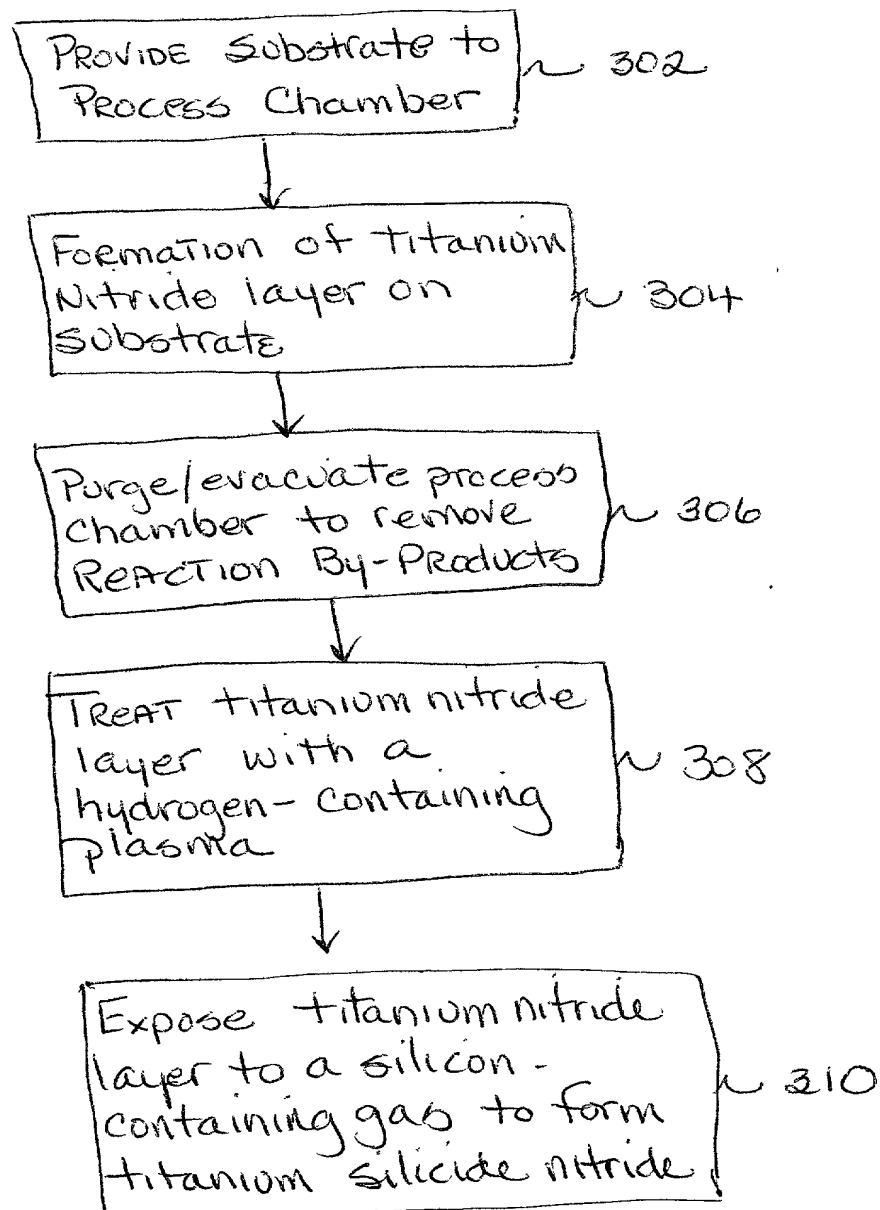 PROVIDE Substrate to
Process Chamber
302
Formation of titanium
Nitride layer on
substrate
304
Purge/evacuate process
chamber to remove
Reaction By-Products
306
Treat titanium nitride
layer with a
hydrogen-containing
plasma
308
Expose titanium nitride
layer to a silicon-
containing gas to form
titanium silicide nitride
310